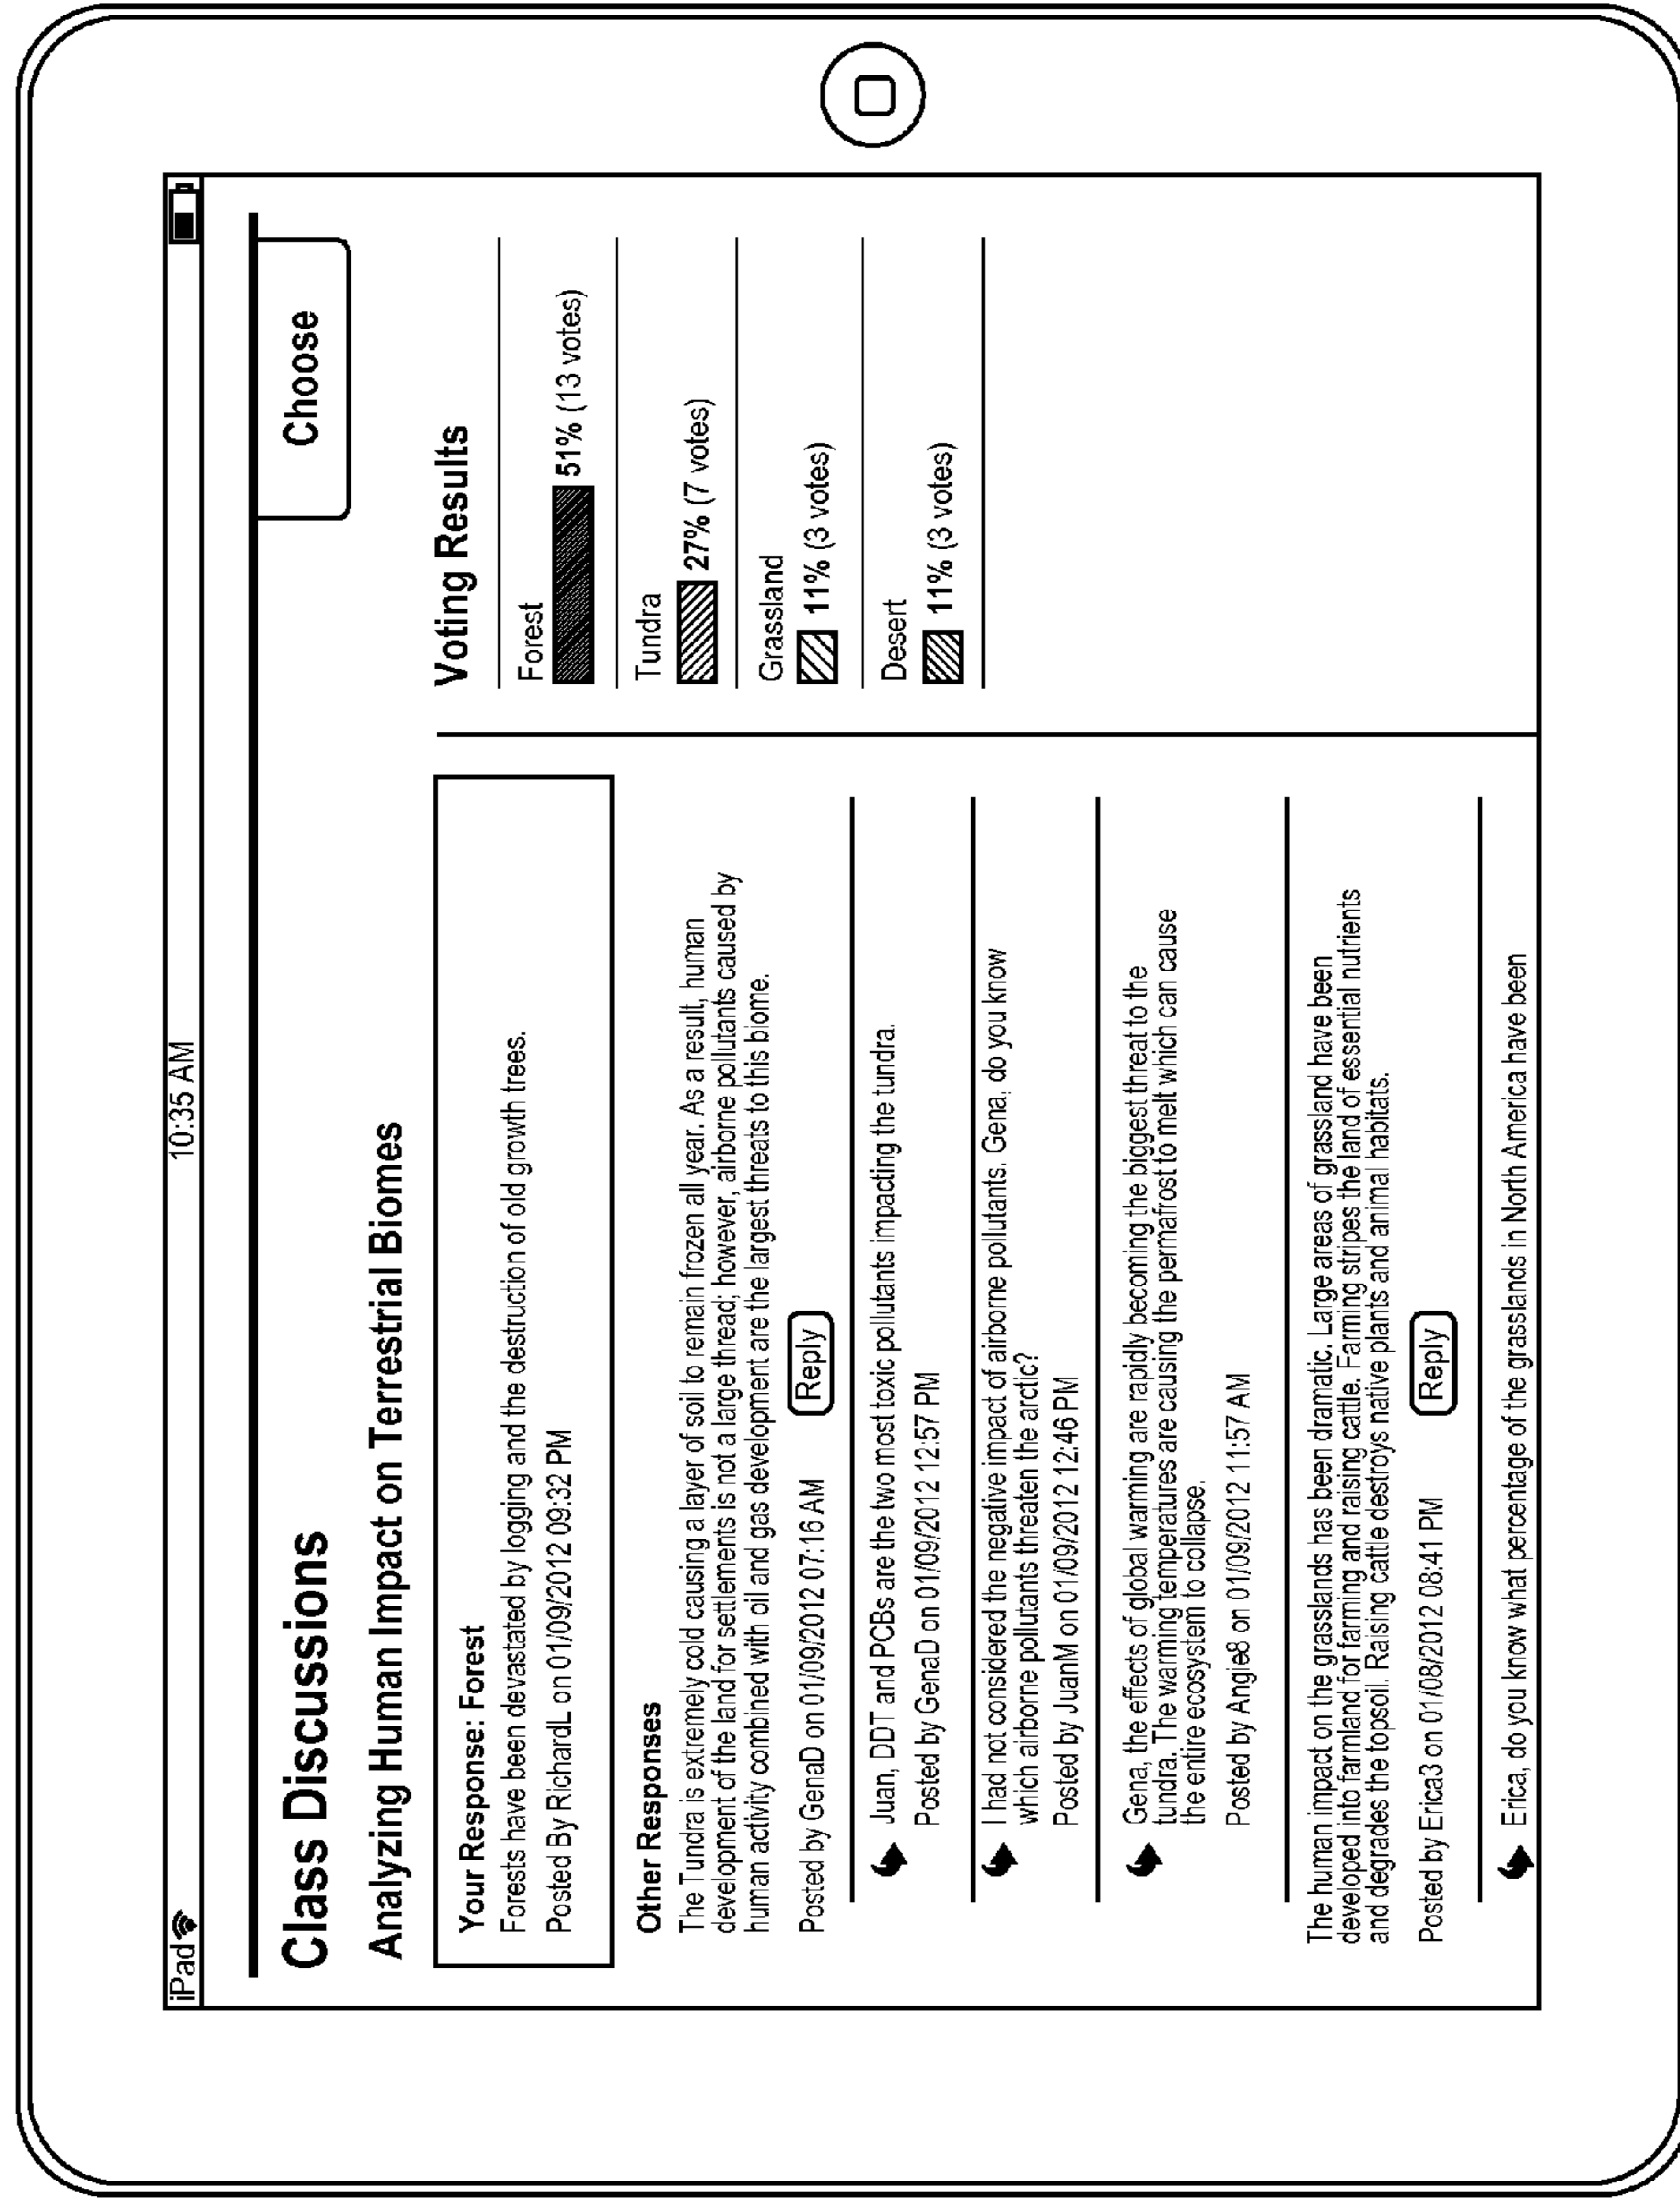 iPad
10:35 AM
Class Discussions
Choose
Analyzing Human Impact on Terrestrial Biomes
Your Response: Forest
Forests have been devastated by logging and the destruction of old growth trees.
Posted By RichardL on 01/09/2012 09:32 PM
Other Responses
The Tundra is extremely cold causing a layer of soil to remain frozen all year. As a result, human
development of the land for settlements is not a large thread; however, airborne pollutants caused by
human activity combined with oil and gas development are the largest threats to this biome.
Posted by GenaD on 01/09/2012 07:16 AM
Reply
Juan, DDT and PCBs are the two most toxic pollutants impacting the tundra.
Posted by GenaD on 01/09/2012 12:57 PM
I had not considered the negative impact of airborne pollutants. Gena, do you know
which airborne pollutants threaten the arctic?
Posted by JuanM on 01/09/2012 12:46 PM
Gena, the effects of global warming are rapidly becoming the biggest threat to the
tundra. The warming temperatures are causing the permafrost to melt which can cause
the entire ecosystem to collapse.
Posted by Angie8 on 01/09/2012 11:57 AM
The human impact on the grasslands has been dramatic. Large areas of grassland have been
developed into farmland for farming and raising cattle. Farming stripes the land of essential nutrients
and degrades the topsoil. Raising cattle destroys native plants and animal habitats.
Posted by Erica3 on 01/08/2012 08:41 PM
Reply
Erica, do you know what percentage of the grasslands in North America have been
Voting Results
Forest
51% (13 votes)
Tundra
27% (7 votes)
Grassland
11% (3 votes)
Desert
11% (3 votes)